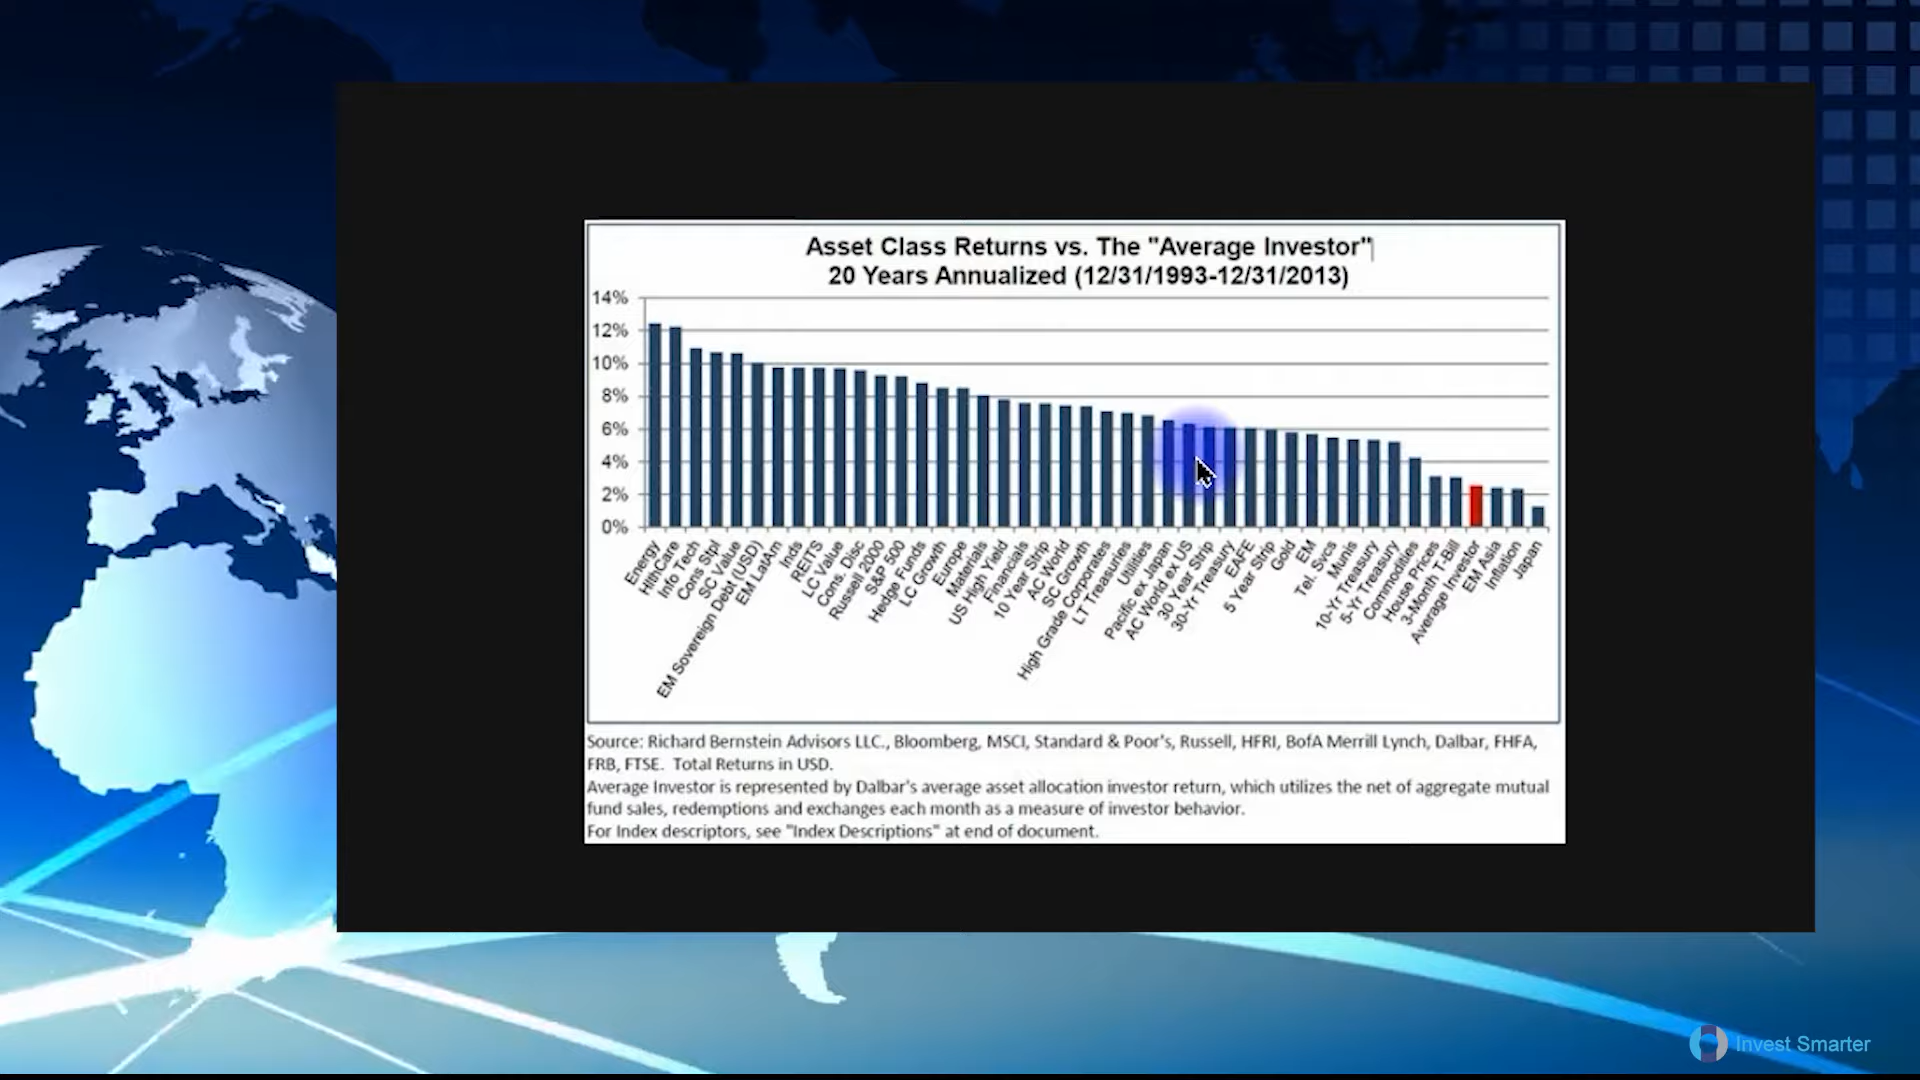 Asset Class Returns vs. The "Average Investor"
20 Years Annualized (12/31/1993-12/31/2013)
14%
12%
10%
8%
6%
4%
2%
0%
Energy
HlthCare
Info Tech
Cons Stpl
SC Value
EM Sovereign Debt (USD)
EM LatAm
Inds
REITS
LC Value
Cons. Disc
Russell 2000
S&P 500
Hedge Funds
LC Growth
Europe
Materials
US High Yield
Financials
10 Year Strip
AC World
SC Growth
High Grade Corporates
LT Treasuries
Utilities
Pacific ex Japan
AC World ex US
30 Year Strip
30-Yr Treasury
EAFE
5 Year Strip
Gold
EM
Tel. Svcs
Munis
10-Yr Treasury
5-Yr Treasury
Commodities
House Prices
3-Month T-Bill
Average Investor
EM Asia
Inflation
Japan
Source: Richard Bernstein Advisors LLC., Bloomberg, MSCI, Standard & Poor's, Russell, HFRI, BofA Merrill Lynch, Dalbar, FHFA,
FRB, FTSE. Total Returns in USD.
Average Investor is represented by Dalbar's average asset allocation investor return, which utilizes the net of aggregate mutual
fund sales, redemptions and exchanges each month as a measure of investor behavior.
For Index descriptors, see "Index Descriptions" at end of document.
Invest Smarter